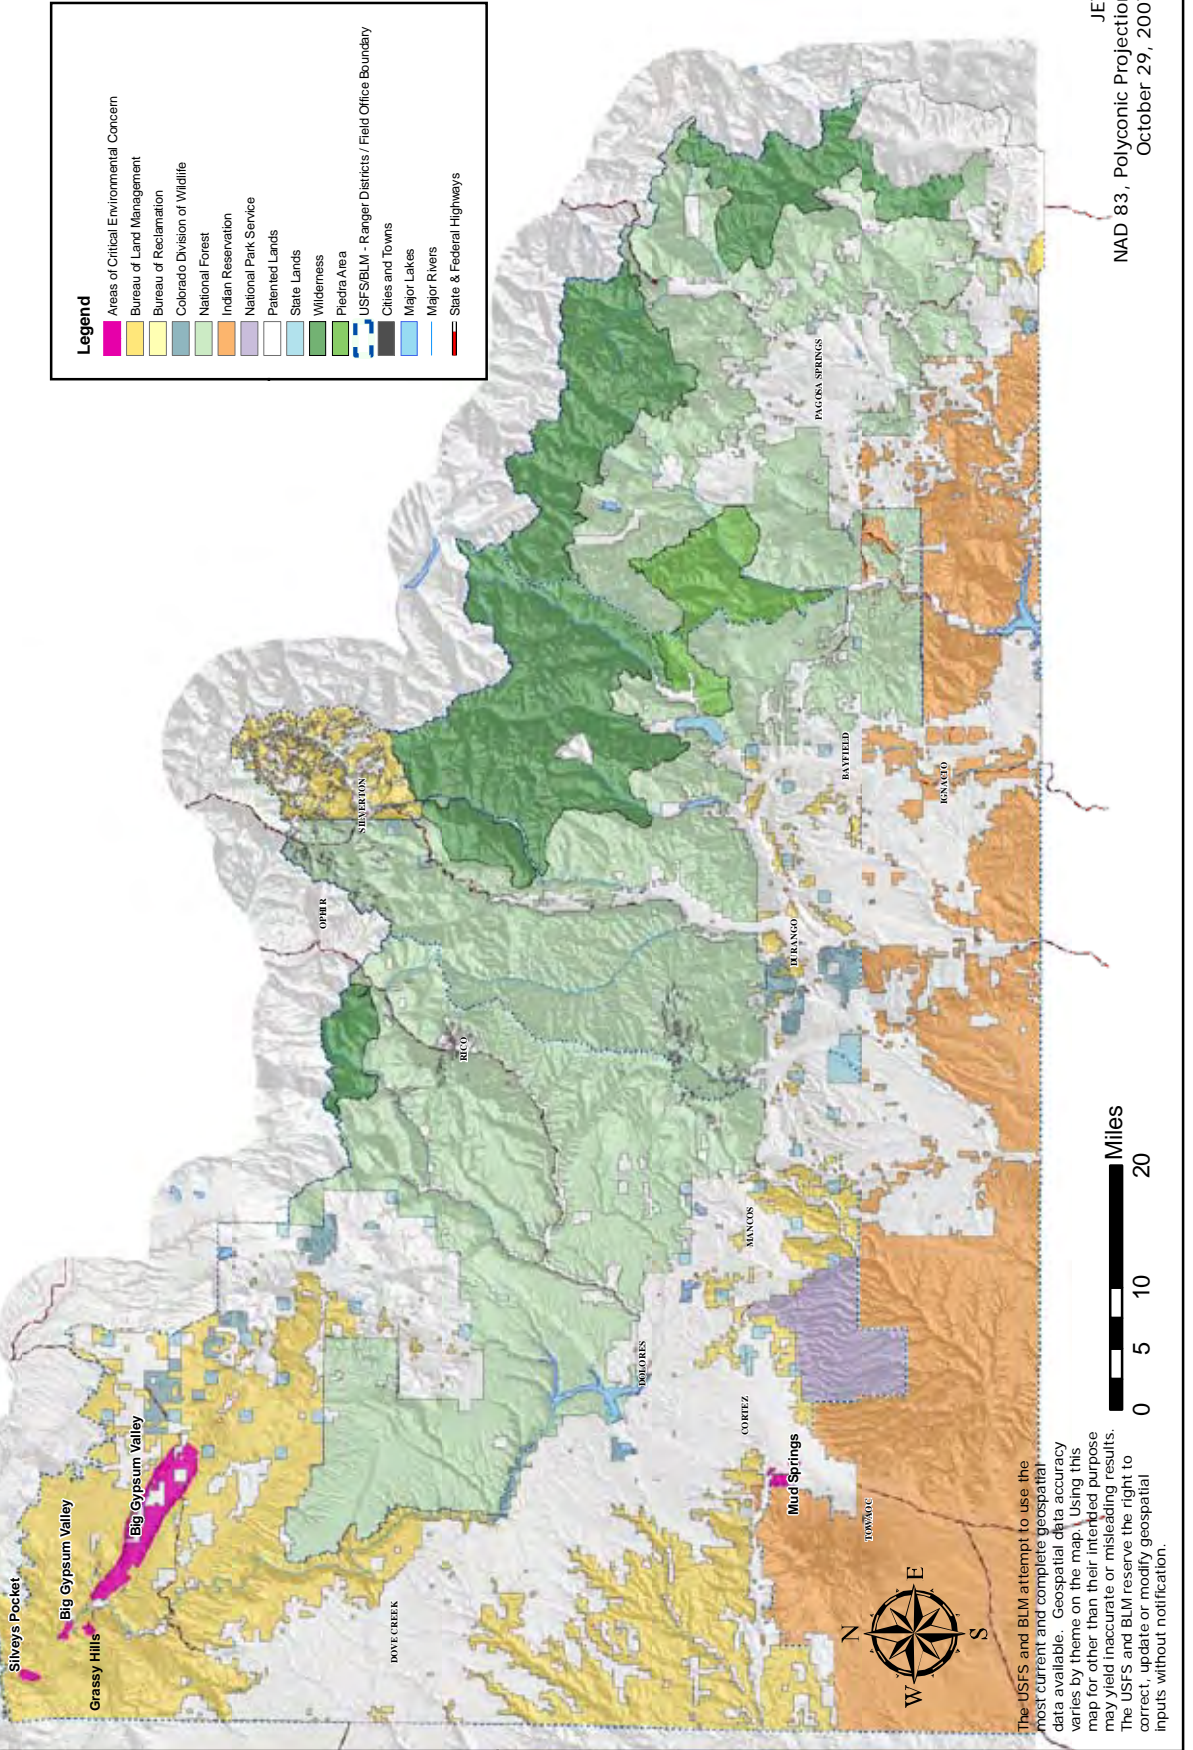 Legend
Areas of Critical Environmental Concern
Bureau of Land Management
Bureau of Reclamation
Colorado Division of Wildlife
National Forest
Indian Reservation
National Park Service
Patented Lands
State Lands
Wilderness
Piedra Area
USFS/BLM - Ranger Districts / Field Office Boundary
Cities and Towns
Major Lakes
Major Rivers
State & Federal Highways
Silveys Pocket
Big Gypsum Valley
Big Gypsum Valley
Grassy Hills
OPHIR
SILVERTON
RICO
DOVE CREEK
DOLORES
PAGOSA SPRINGS
CORTEZ
MANCOS
DURANGO
BAYFIELD
Mud Springs
IGNACIO
TOWAOC
N
W
E
S
The USFS and BLM attempt to use the
most current and complete geospatial
data available. Geospatial data accuracy
varies by theme on the map. Using this
map for other than their intended purpose
may yield inaccurate or misleading results.
The USFS and BLM reserve the right to
correct, update or modify geospatial
inputs without notification.
0 5 10 20
Miles
NAD 83, Polyconic Projection
October 29, 200